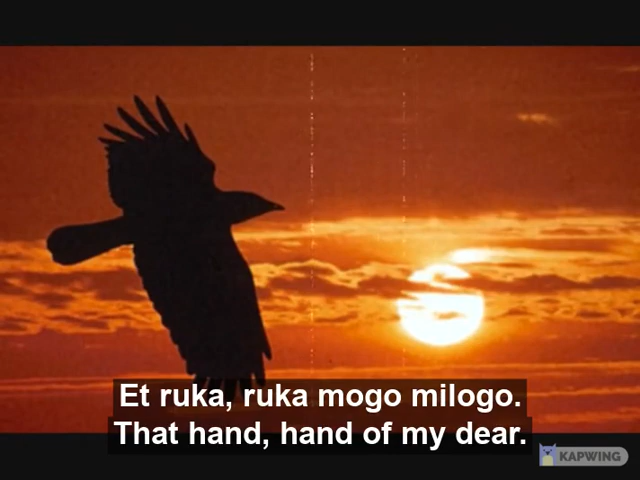 Et ruka, ruka mogo milogo.
That hand, hand of my dear.
KAPWING